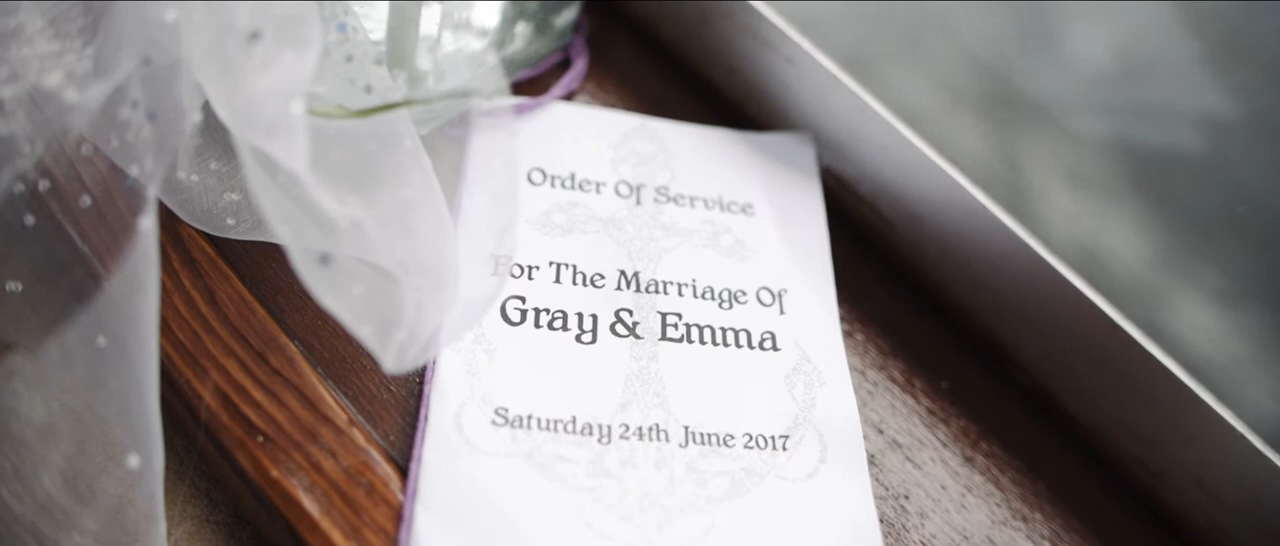 Order Of Service
For The Marriage Of
Gray & Emma
Saturday 24th June 2017